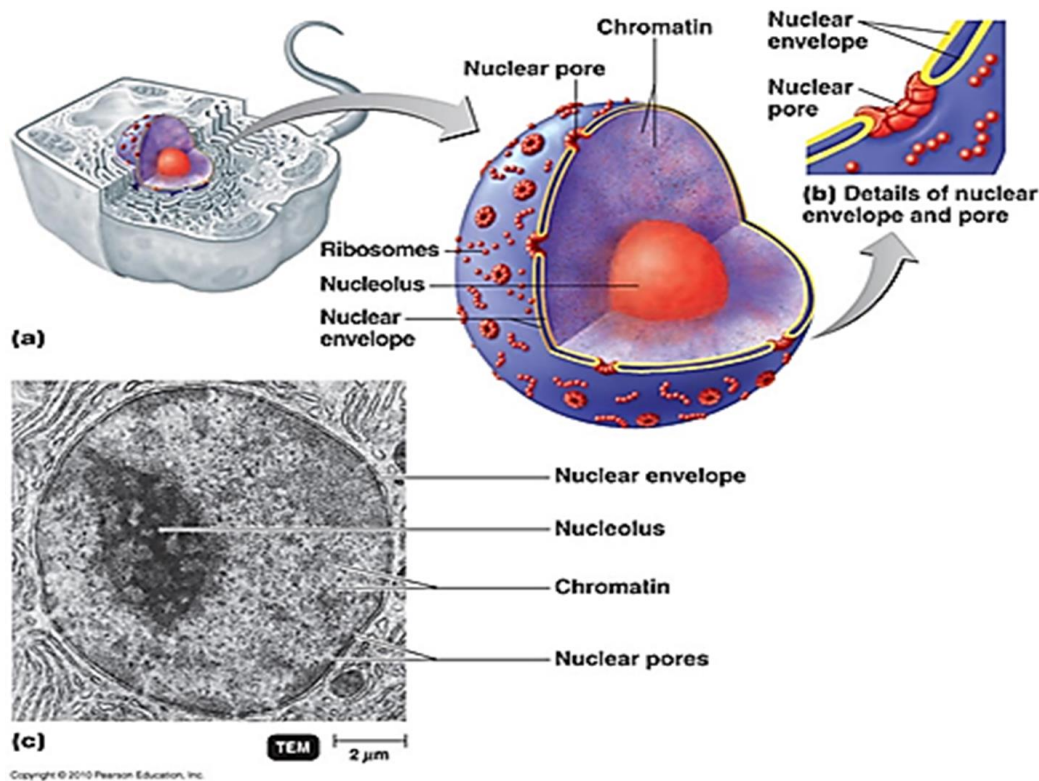 Chromatin
Nuclear pore
Ribosomes
Nucleolus
Nuclear
envelope
(a)
Nuclear
envelope
Nuclear
pore
(b) Details of nuclear
envelope and pore
Nuclear envelope
Nucleolus
Chromatin
Nuclear pores
(c)
TEM
2 μm
Copyright © 2010 Pearson Education, Inc.